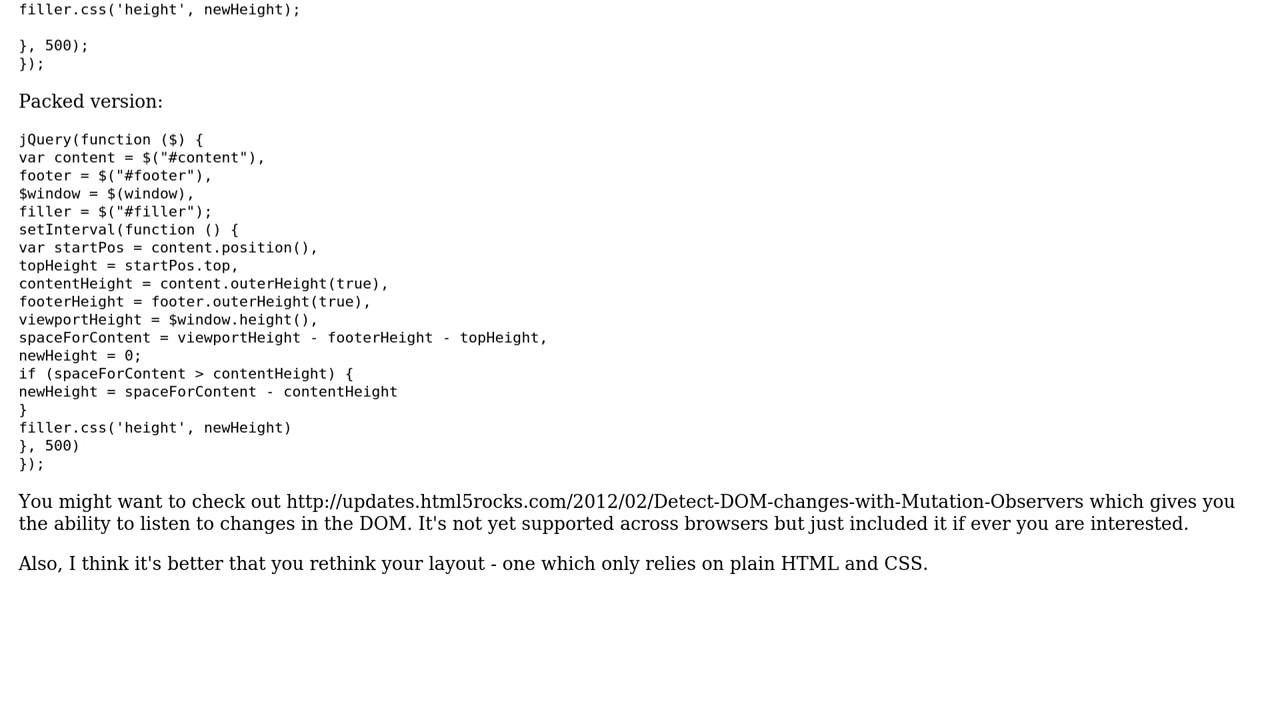 filler.css('height', newHeight);
}, 500);
});
Packed version:
jQuery(function ($) {
var content = $("#content"),
footer = $("#footer"),
$window = $(window),
filler = $("#filler");
setInterval(function () {
var startPos = content.position(),
topHeight = startPos.top,
contentHeight = content.outerHeight(true),
footerHeight = footer.outerHeight(true),
viewportHeight = $window.height(),
spaceForContent = viewportHeight - footerHeight - topHeight,
newHeight = 0;
if (spaceForContent > contentHeight) {
newHeight = spaceForContent - contentHeight
}
filler.css('height', newHeight)
}, 500)
});
You might want to check out http://updates.html5rocks.com/2012/02/Detect-DOM-changes-with-Mutation-Observers which gives you
the ability to listen to changes in the DOM. It's not yet supported across browsers but just included it if ever you are interested.
Also, I think it's better that you rethink your layout - one which only relies on plain HTML and CSS.